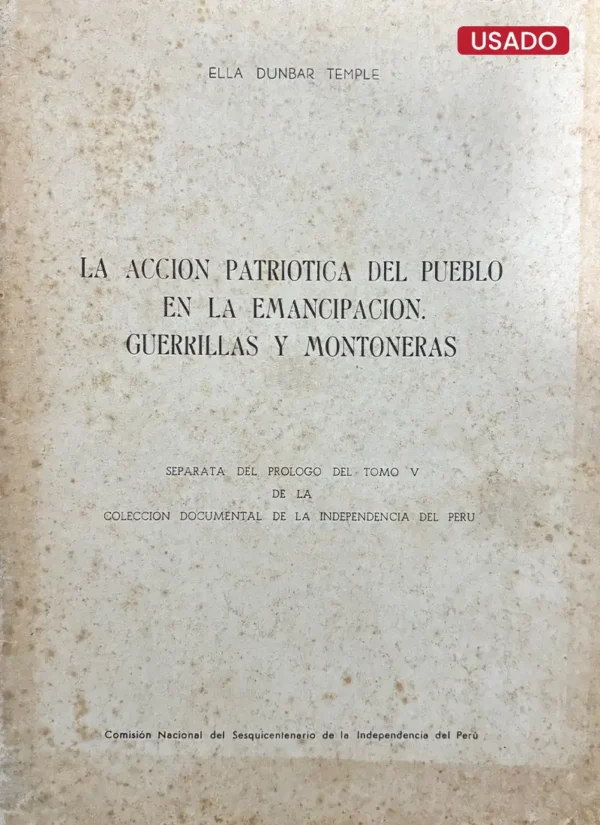 USADO
ELLA DUNBAR TEMPLE
LA ACCION PATRIOTICA DEL PUEBLO
EN LA EMANCIPACION.
GUERRILLAS Y MONTONERAS
SEPARATA DEL PROLOGO DEL TOMO V
DE LA
COLECCION DOCUMENTAL DE LA INDEPENDENCIA DEL PERU
Comisión Nacional del Sesquicentenario de la Independencia del Perú